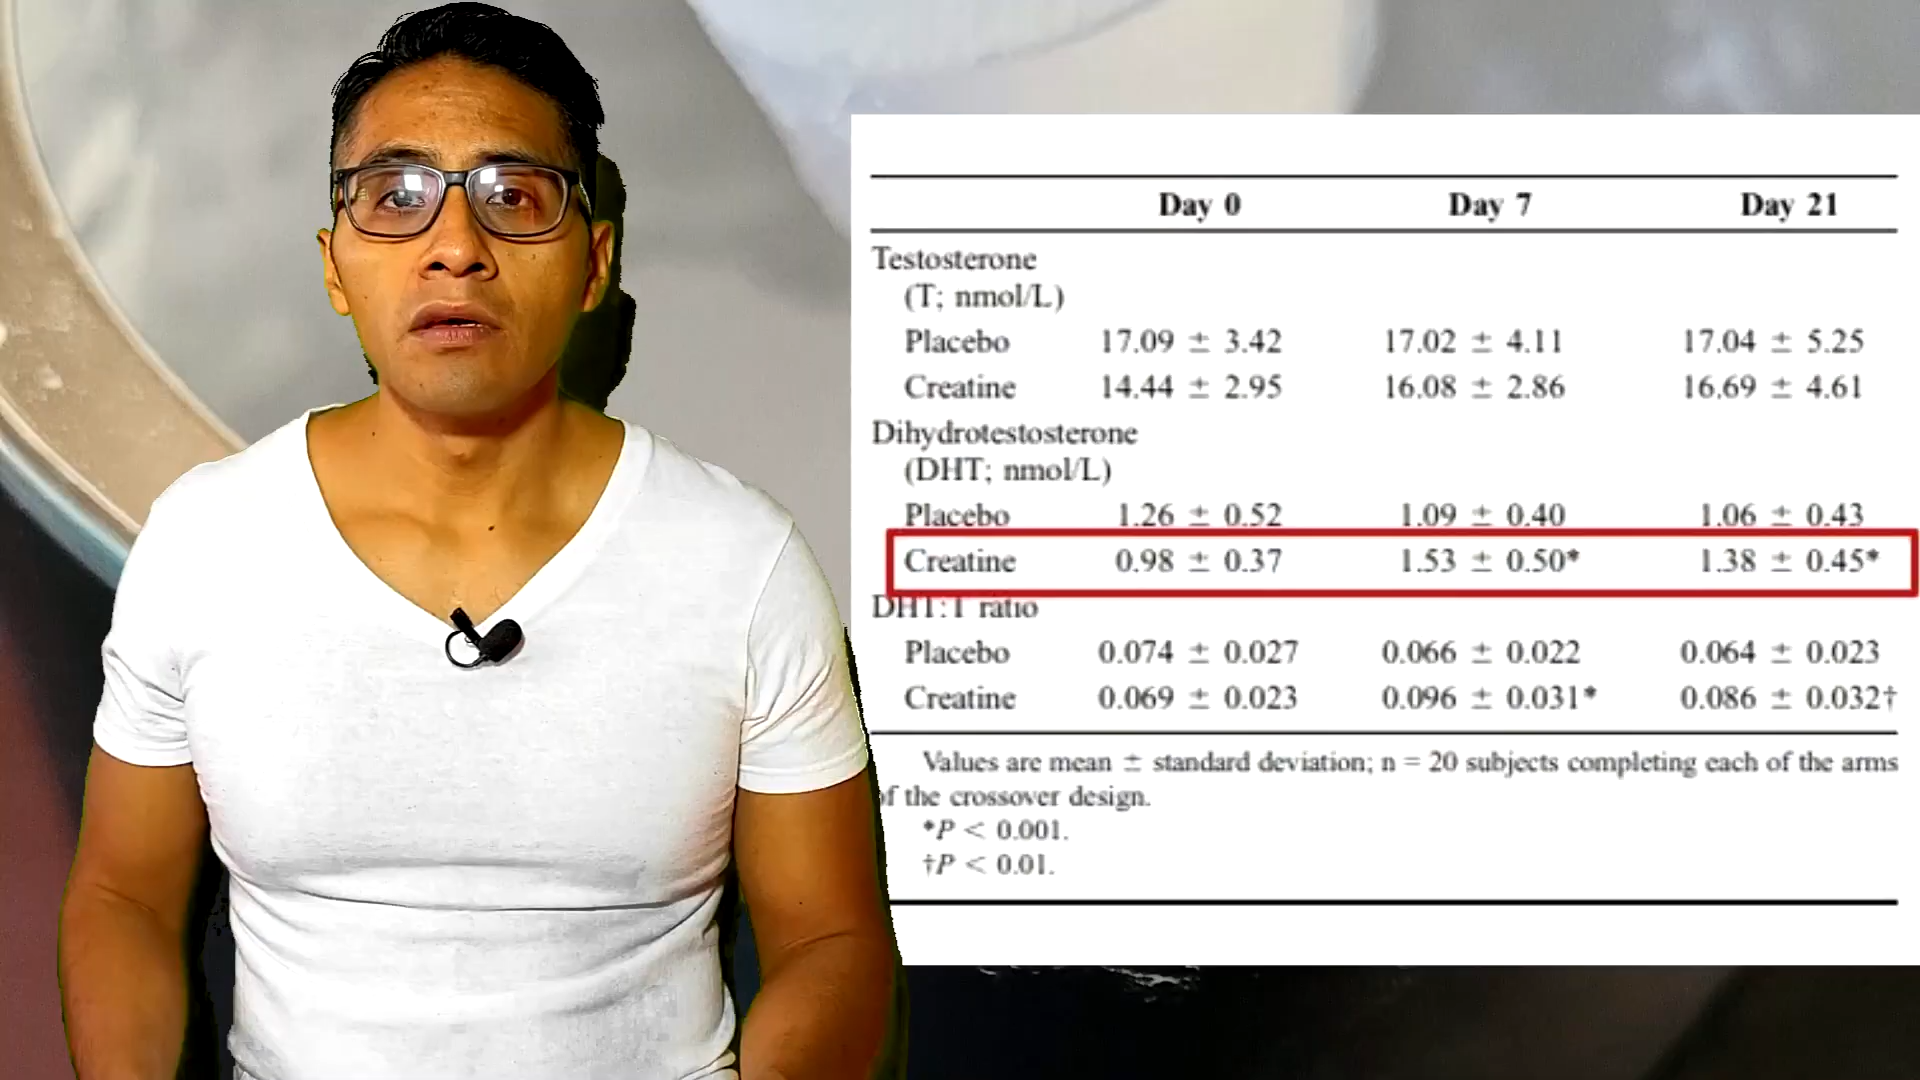 Day 0 Day 7 Day 21
Testosterone
(T; nmol/L)
Placebo 17.09 ± 3.42 17.02 ± 4.11 17.04 ± 5.25
Creatine 14.44 ± 2.95 16.08 ± 2.86 16.69 ± 4.61
Dihydrotestosterone
(DHT; nmol/L)
Placebo 1.26 ± 0.52 1.09 ± 0.40 1.06 ± 0.43
Creatine 0.98 ± 0.37 1.53 ± 0.50* 1.38 ± 0.45*
DHT:T ratio
Placebo 0.074 ± 0.027 0.066 ± 0.022 0.064 ± 0.023
Creatine 0.069 ± 0.023 0.096 ± 0.031* 0.086 ± 0.032†
Values are mean ± standard deviation; n = 20 subjects completing each of the arms
of the crossover design.
*P < 0.001.
†P < 0.01.